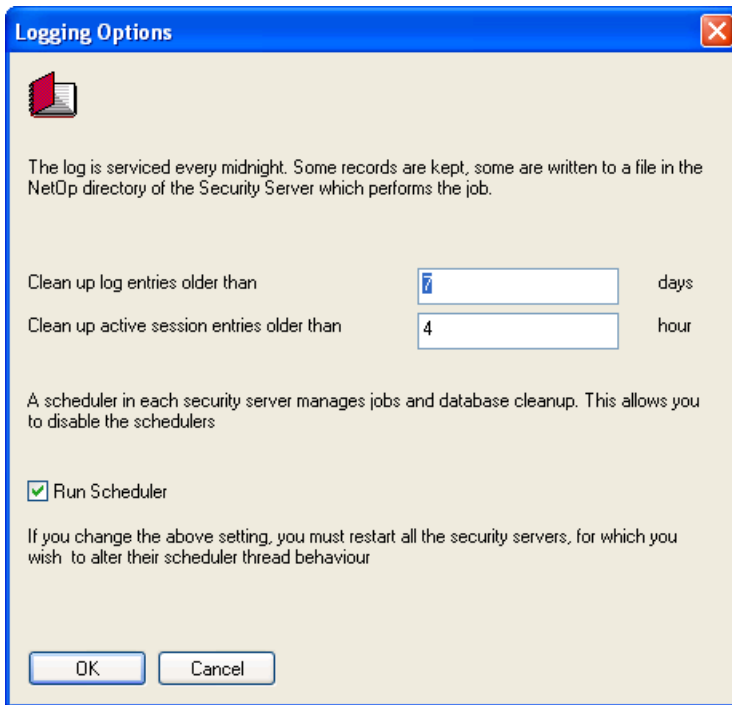 Logging Options
The log is serviced every midnight. Some records are kept, some are written to a file in the
NetOp directory of the Security Server which performs the job.
Clean up log entries older than 7 days
Clean up active session entries older than 4 hour
A scheduler in each security server manages jobs and database cleanup. This allows you
to disable the schedulers
Run Scheduler
If you change the above setting, you must restart all the security servers, for which you
wish  to alter their scheduler thread behaviour
OK Cancel